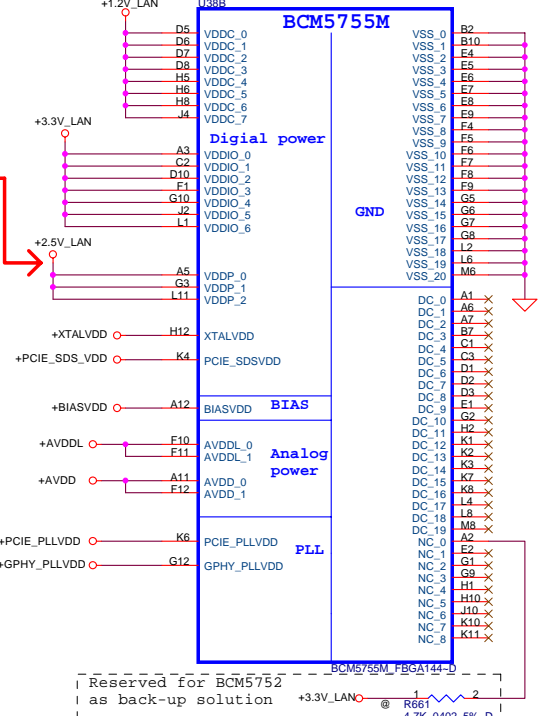 +1.2V_LAN
U38B
BCM5755M
D5 VDDC_0
D6 VDDC_1
D7 VDDC_2
D8 VDDC_3
H5 VDDC_4
H6 VDDC_5
H8 VDDC_6
J4 VDDC_7
+3.3V_LAN
Digial power
A3 VDDIO_0
C2 VDDIO_1
D10 VDDIO_2
F1 VDDIO_3
G10 VDDIO_4
J2 VDDIO_5
L1 VDDIO_6
+2.5V_LAN
A5 VDDP_0
G3 VDDP_1
L11 VDDP_2
+XTALVDD H12 XTALVDD
+PCIE_SDS_VDD K4 PCIE_SDSVDD
+BIASVDD A12 BIASVDD BIAS
+AVDDL F10 AVDDL_0
F11 AVDDL_1
Analog
power
+AVDD A11 AVDD_0
F12 AVDD_1
+PCIE_PLLVDD K6 PCIE_PLLVDD
PLL
+GPHY_PLLVDD G12 GPHY_PLLVDD
VSS_0 B2
VSS_1 B10
VSS_2 E4
VSS_3 E5
VSS_4 E6
VSS_5 E7
VSS_6 E8
VSS_7 E9
VSS_8 F4
VSS_9 F5
VSS_10 F6
VSS_11 F7
VSS_12 F8
VSS_13 F9
VSS_14 G5
GND
VSS_15 G6
VSS_16 G7
VSS_17 G8
VSS_18 L2
VSS_19 L6
VSS_20 M6
DC_0 A1
DC_1 A6
DC_2 A7
DC_3 B7
DC_4 C1
DC_5 C3
DC_6 D1
DC_7 D2
DC_8 D3
DC_9 E1
DC_10 G2
DC_11 H2
DC_12 K1
DC_13 K2
DC_14 K3
DC_15 K7
DC_16 K8
DC_17 L4
DC_18 L8
DC_19 M8
NC_0 A2
NC_1 E2
NC_2 G1
NC_3 G9
NC_4 H1
NC_5 H10
NC_6 J10
NC_7 K10
NC_8 K11
BCM5755M_FBGA144~D
Reserved for BCM5752
as back-up solution
+3.3V_LAN 1 2
@ R661
4.7K_0402_5%~D